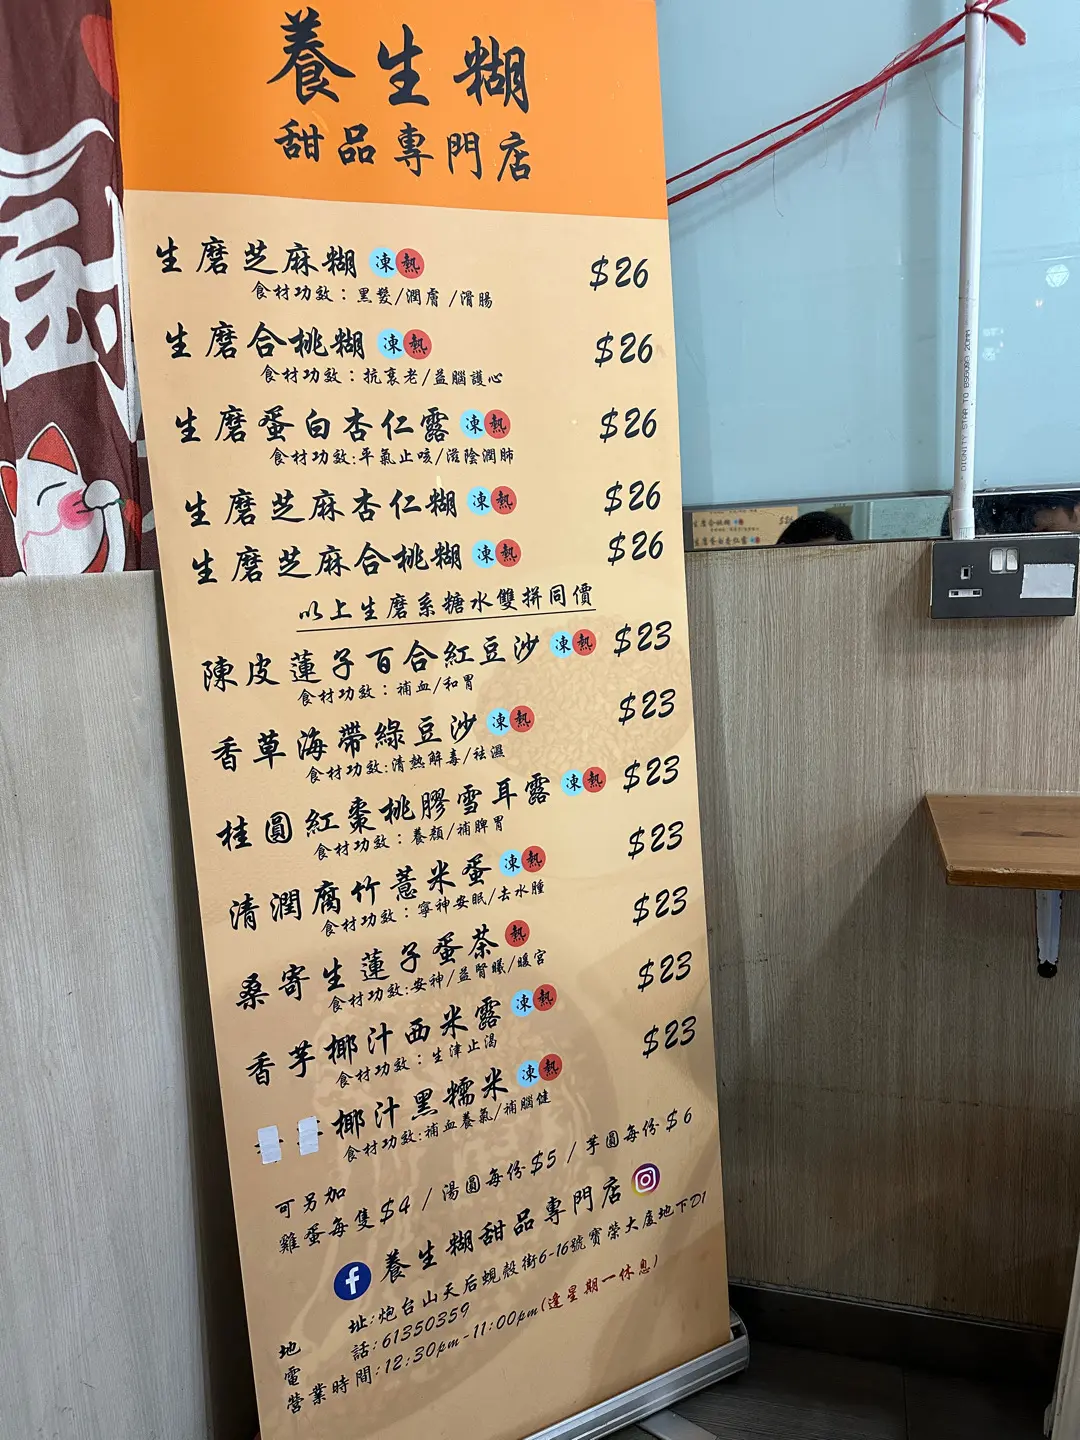 養生糊
甜品專門店
生磨芝麻糊 凍 熱 $26
食材功效：黑髮/潤膚/滑腸
生磨合桃糊 凍 熱 $26
食材功效：抗衰老/益腦護心
生磨蛋白杏仁露 凍 熱 $26
食材功效:平氣止咳/滋陰潤肺
生磨芝麻杏仁糊 凍 熱 $26
生磨芝麻合桃糊 凍 熱 $26
以上生磨系糖水雙拼同價
陳皮蓮子百合紅豆沙 凍 熱 $23
食材功效：補血/和胃
香草海帶綠豆沙 凍 熱 $23
食材功效:清熱解毒/祛濕
桂圓紅棗桃膠雪耳露 凍 熱 $23
食材功效：養顏/補脾胃
清潤腐竹薏米蛋 凍 熱 $23
食材功效：寧神安眠/去水腫
桑寄生蓮子蛋茶 熱 $23
食材功效:安神/益腎曦/暖宮
香芋椰汁西米露 凍 熱 $23
食材功效：生津止渴
椰汁黑糯米 凍 熱 $23
食材功效:補血養氣/補腦健
可另加
雞蛋每隻$4 / 湯圓每份$5 / 芋圓每份$6
養生糊甜品專門店
地 址:炮台山天后蜆殼街6-16號寶榮大廈地下D1
電 話:61350359
營業時間:12:30pm-11:00pm(逢星期一休息)